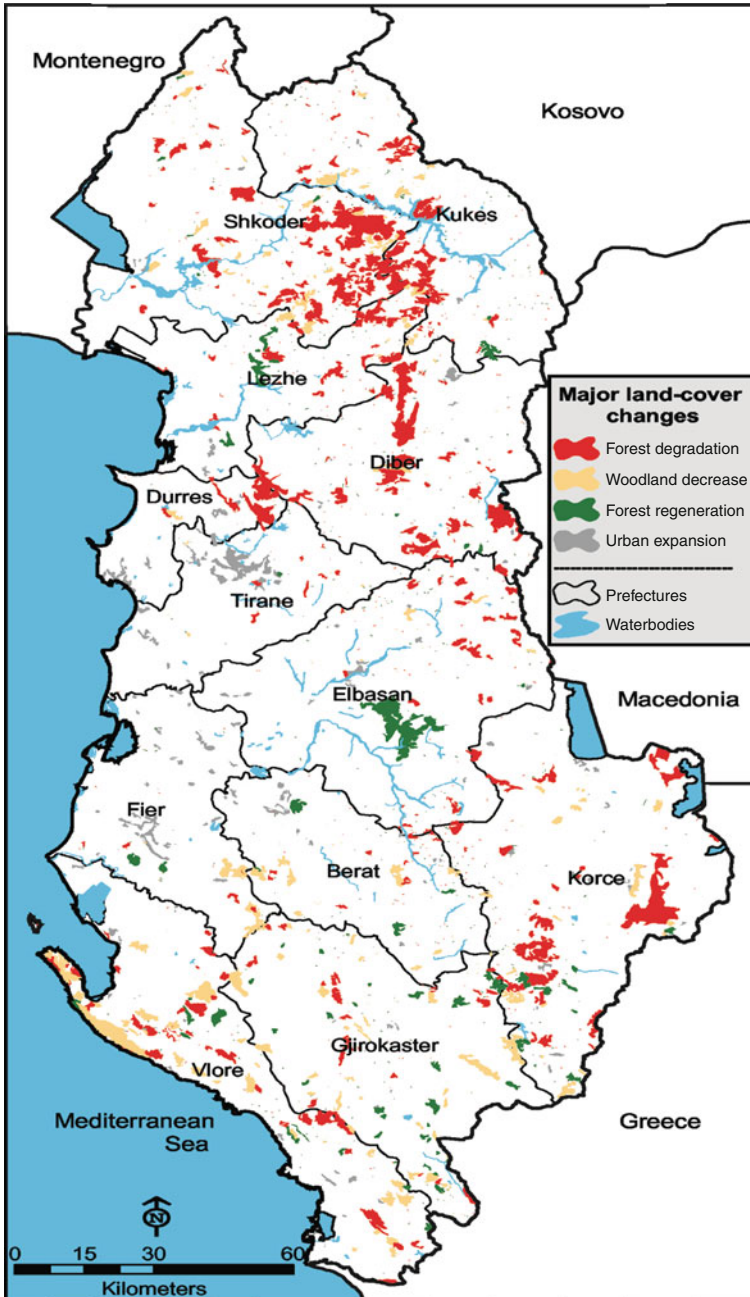 Montenegro
Kosovo
Shkoder
Kukes
Lezhe
Major land-cover
changes
Forest degradation
Woodland decrease
Forest regeneration
Urban expansion
Prefectures
Waterbodies
Diber
Durres
Tirane
Elbasan
Macedonia
Fier
Berat
Korce
Gjirokaster
Vlore
Mediterranean
Sea
Greece
N
0 15 30 60
Kilometers